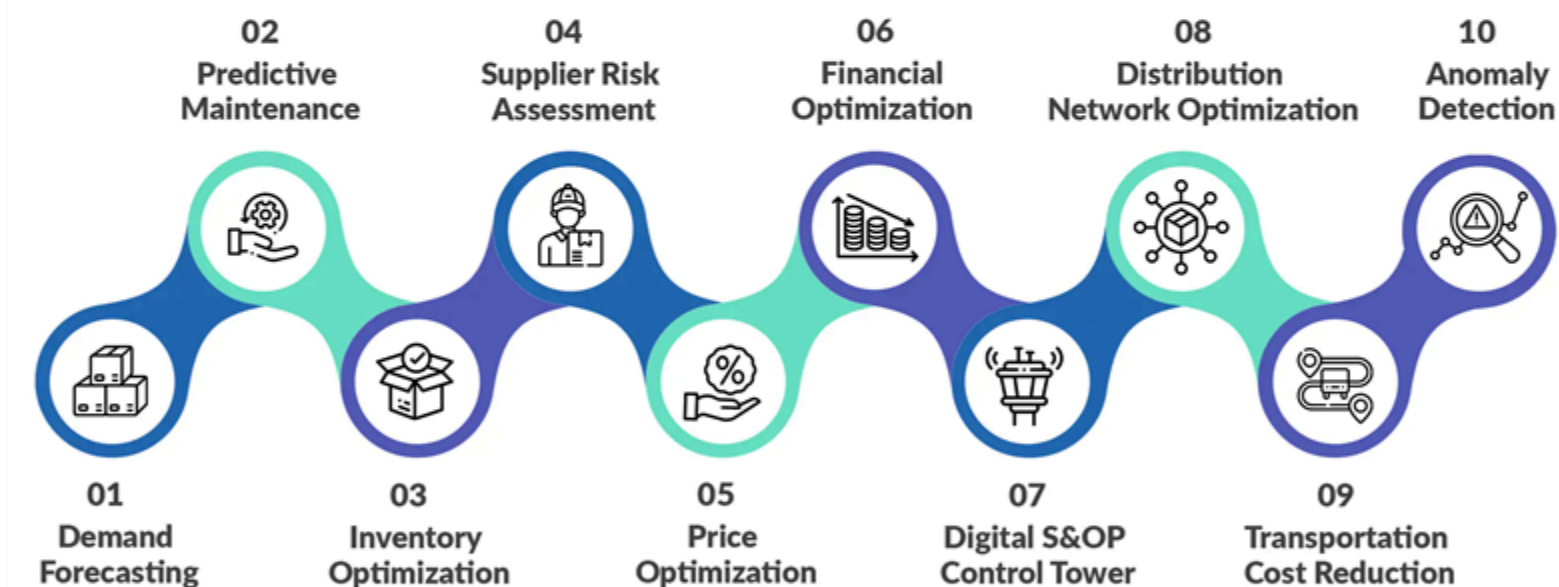 02
Predictive
Maintenance
04
Supplier Risk
Assessment
06
Financial
Optimization
08
Distribution
Network Optimization
10
Anomaly
Detection
%
01
Demand
Forecasting
03
Inventory
Optimization
05
Price
Optimization
07
Digital S&OP
Control Tower
09
Transportation
Cost Reduction